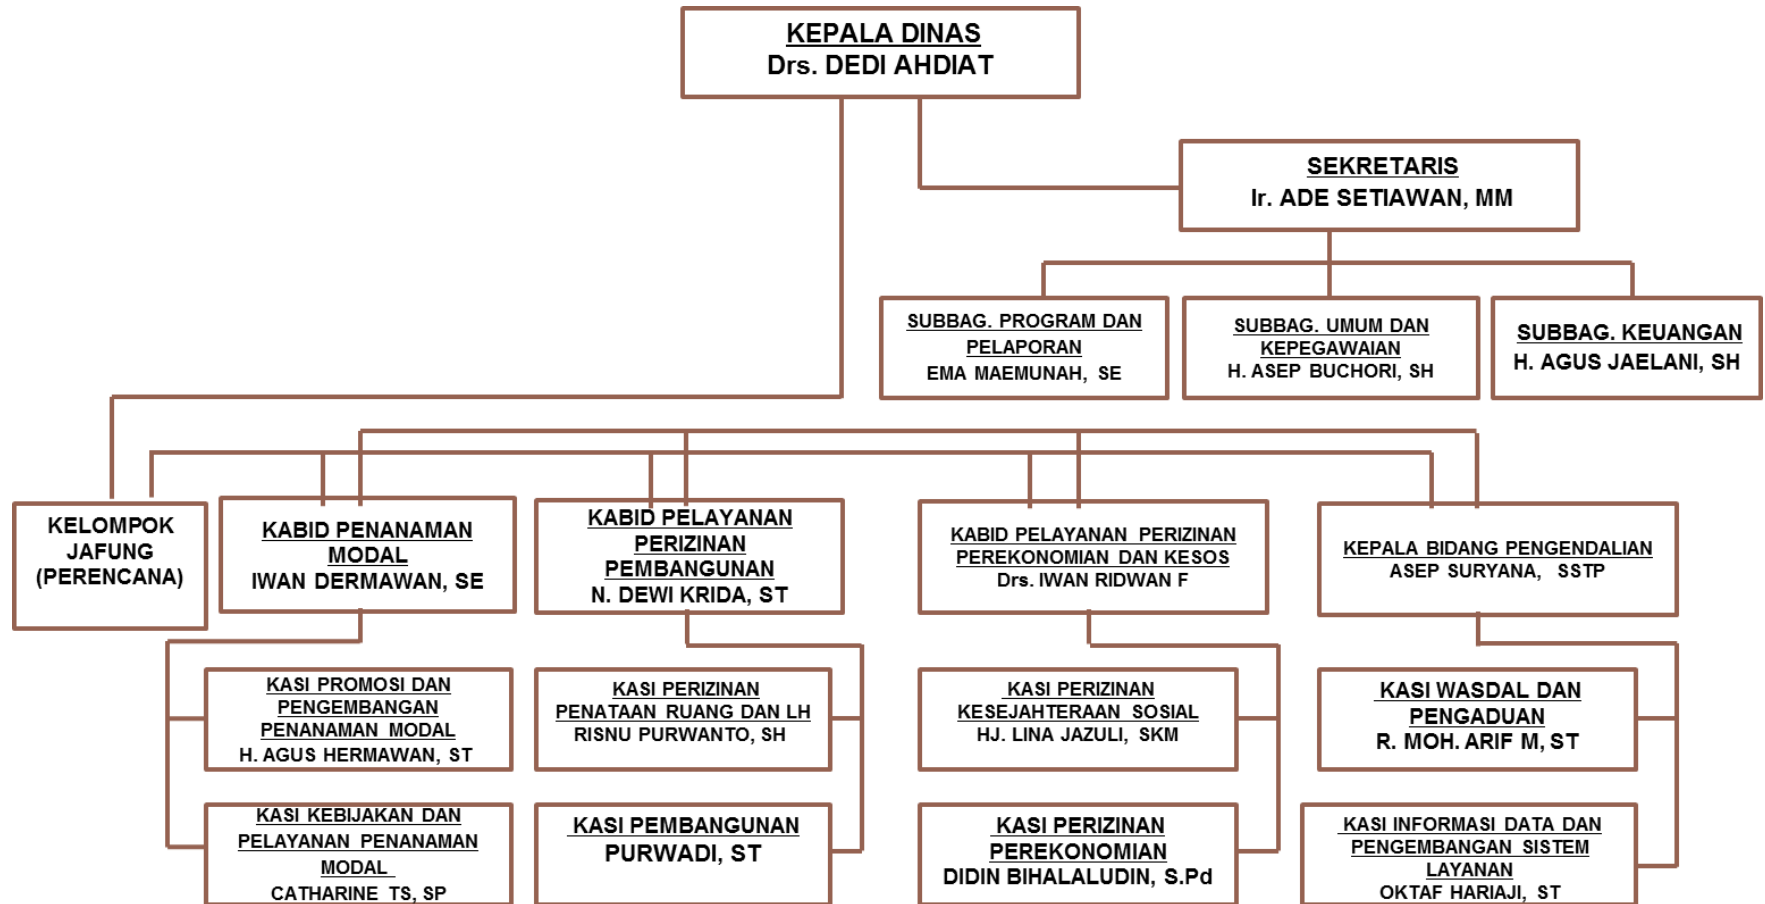 KEPALA DINAS
Drs. DEDI AHDIAT
SEKRETARIS
Ir. ADE SETIAWAN, MM
SUBBAG. PROGRAM DAN
PELAPORAN
EMA MAEMUNAH, SE
SUBBAG. UMUM DAN
KEPEGAWAIAN
H. ASEP BUCHORI, SH
SUBBAG. KEUANGAN
H. AGUS JAELANI, SH
KELOMPOK
JAFUNG
(PERENCANA)
KABID PENANAMAN
MODAL
IWAN DERMAWAN, SE
KABID PELAYANAN
PERIZINAN
PEMBANGUNAN
N. DEWI KRIDA, ST
KABID PELAYANAN PERIZINAN
PEREKONOMIAN DAN KESOS
Drs. IWAN RIDWAN F
KEPALA BIDANG PENGENDALIAN
ASEP SURYANA, SSTP
KASI PROMOSI DAN
PENGEMBANGAN
PENANAMAN MODAL
H. AGUS HERMAWAN, ST
KASI PERIZINAN
PENATAAN RUANG DAN LH
RISNU PURWANTO, SH
KASI PERIZINAN
KESEJAHTERAAN SOSIAL
HJ. LINA JAZULI, SKM
KASI WASDAL DAN
PENGADUAN
R. MOH. ARIF M, ST
KASI KEBIJAKAN DAN
PELAYANAN PENANAMAN
MODAL
CATHARINE TS, SP
KASI PEMBANGUNAN
PURWADI, ST
KASI PERIZINAN
PEREKONOMIAN
DIDIN BIHALALUDIN, S.Pd
KASI INFORMASI DATA DAN
PENGEMBANGAN SISTEM
LAYANAN
OKTAF HARIAJI, ST